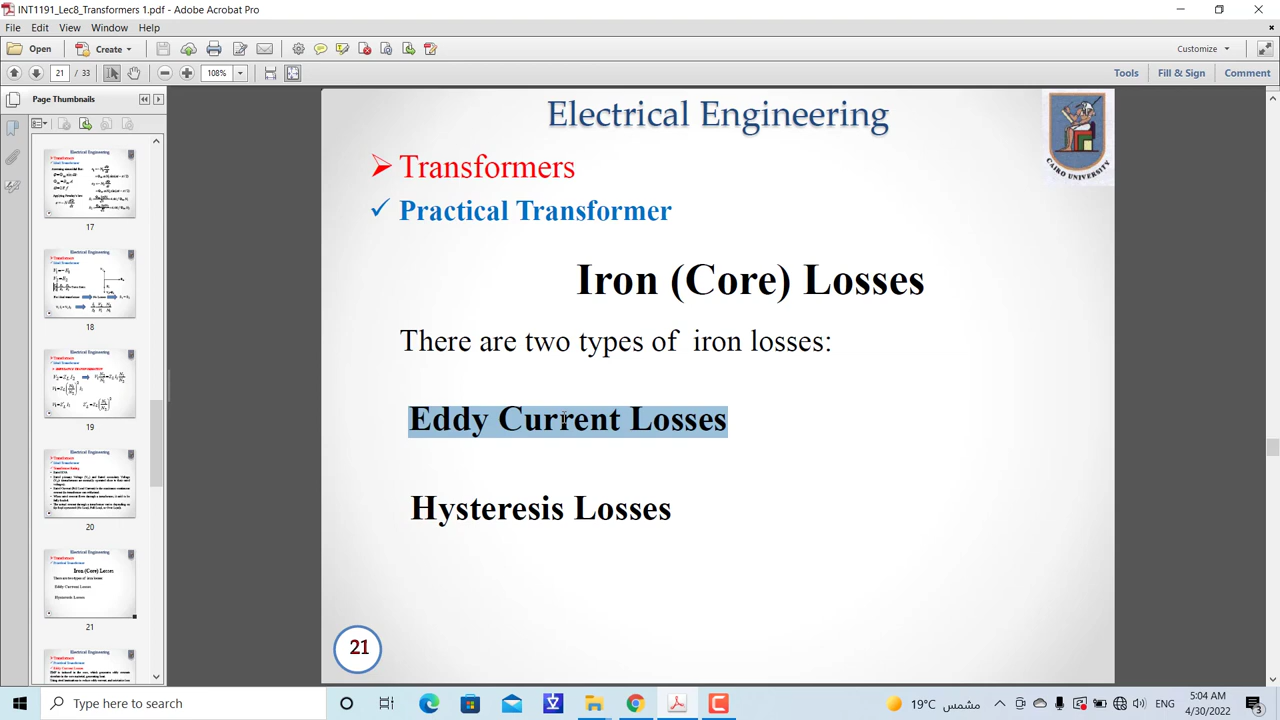 INT1191_Lec8_Transformers 1.pdf - Adobe Acrobat Pro
File Edit View Window Help
Open Create Customize
21 / 33 108% Tools Fill & Sign Comment
Page Thumbnails
17
18
19
20
21
Electrical Engineering
CAIRO UNIVERSITY
Transformers
Practical Transformer
Iron (Core) Losses
There are two types of iron losses:
Eddy Current Losses
Hysteresis Losses
21
Type here to search
19°C مشمس
ENG
5:04 AM
4/30/2022
3